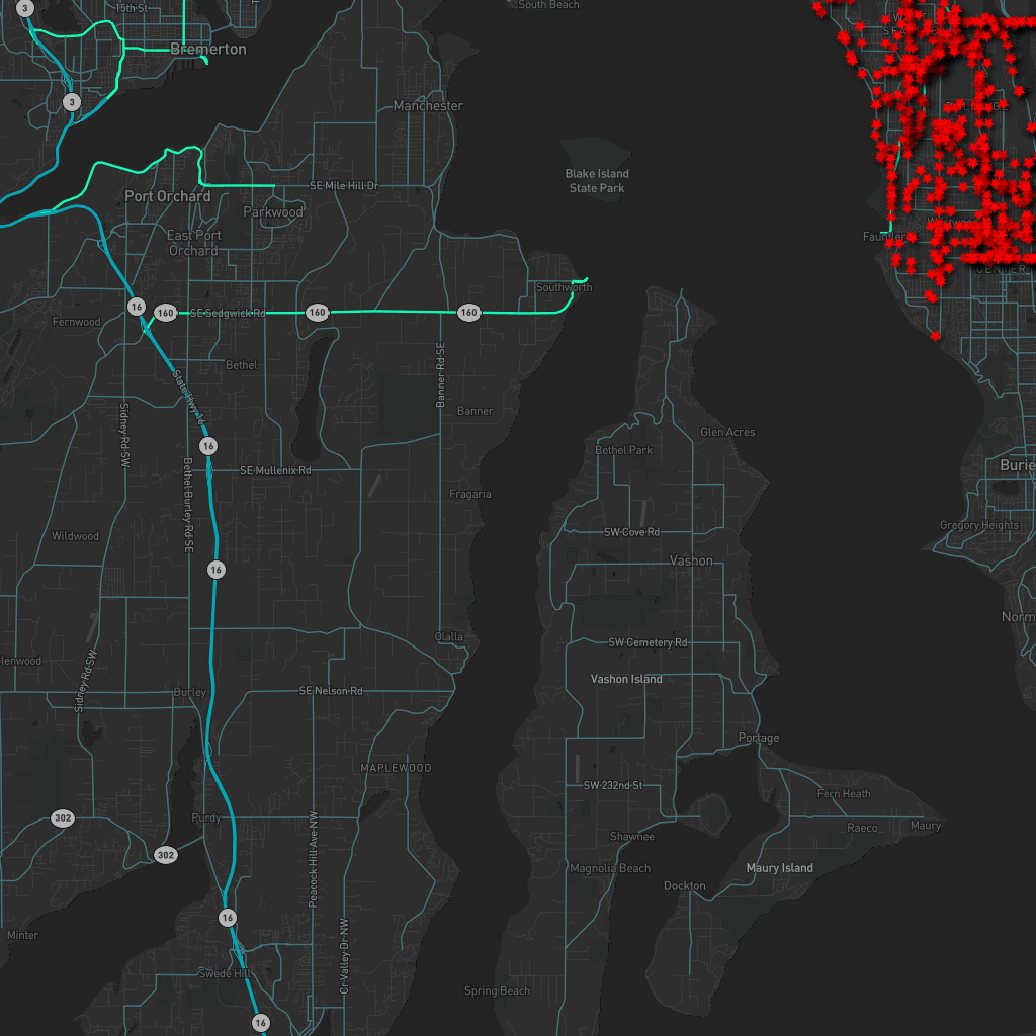 South Beach
3
15th St
Bremerton
3
Manchester
Blake Island
State Park
SE Mile Hill Dr
Port Orchard
Parkwood
East Port
Orchard
Southworth
16
160
SE Sedgwick Rd
160
160
Fernwood
Bethel
State Hwy 16
Banner Rd SE
Sidney Rd SW
Banner
Glen Acres
16
Bethel Park
Burie
SE Mullenix Rd
Bethel Burley Rd SE
Fragaria
Gregory Heights
Wildwood
SW Cove Rd
Vashon
16
Norm
Olalla
SW Cemetery Rd
lenwood
Sidney Rd SW
Vashon Island
Burley
SE Nelson Rd
Portage
MAPLEWOOD
SW 232nd St
Fern Heath
302
Purdy
Raeco
Maury
Shawnee
302
Peacock Hill Ave NW
Magnolia Beach
Maury Island
Dockton
16
Minter
Cr Valley Dr NW
Swede Hill
Spring Beach
16